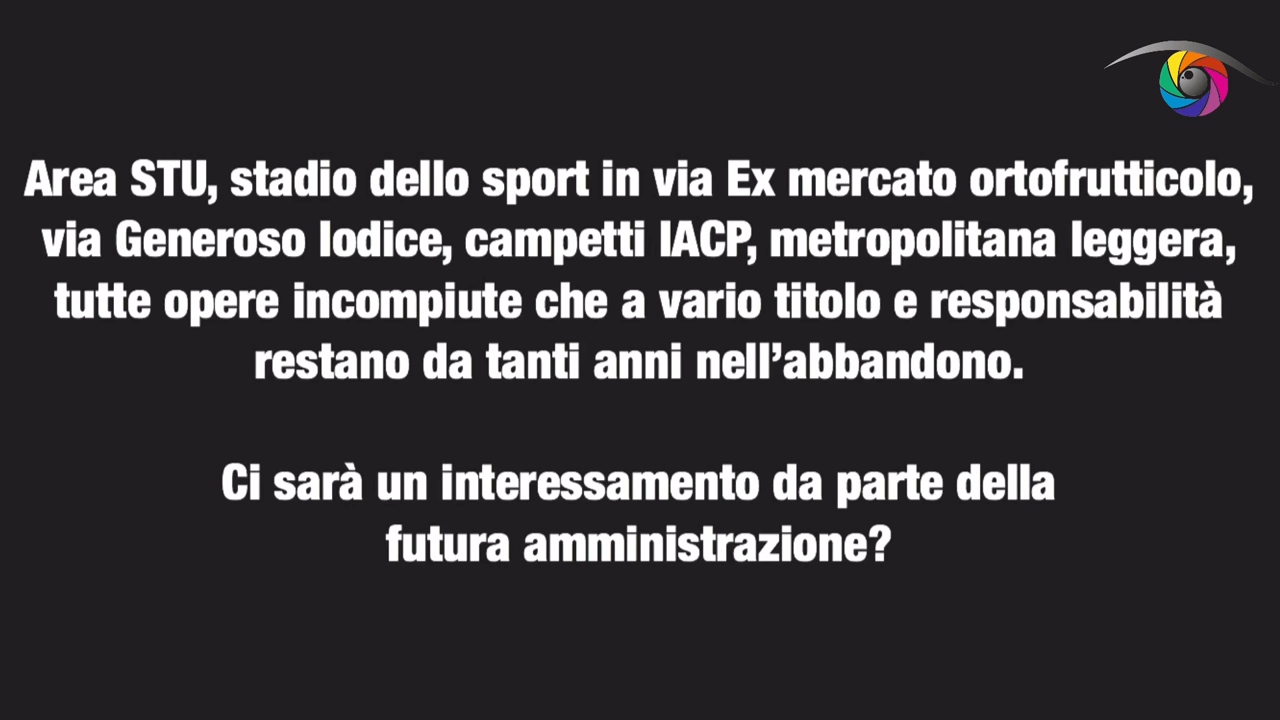 Area STU, stadio dello sport in via Ex mercato ortofrutticolo,
via Generoso Iodice, campetti IACP, metropolitana leggera,
tutte opere incompiute che a vario titolo e responsabilità
restano da tanti anni nell’abbandono.
Ci sarà un interessamento da parte della
futura amministrazione?